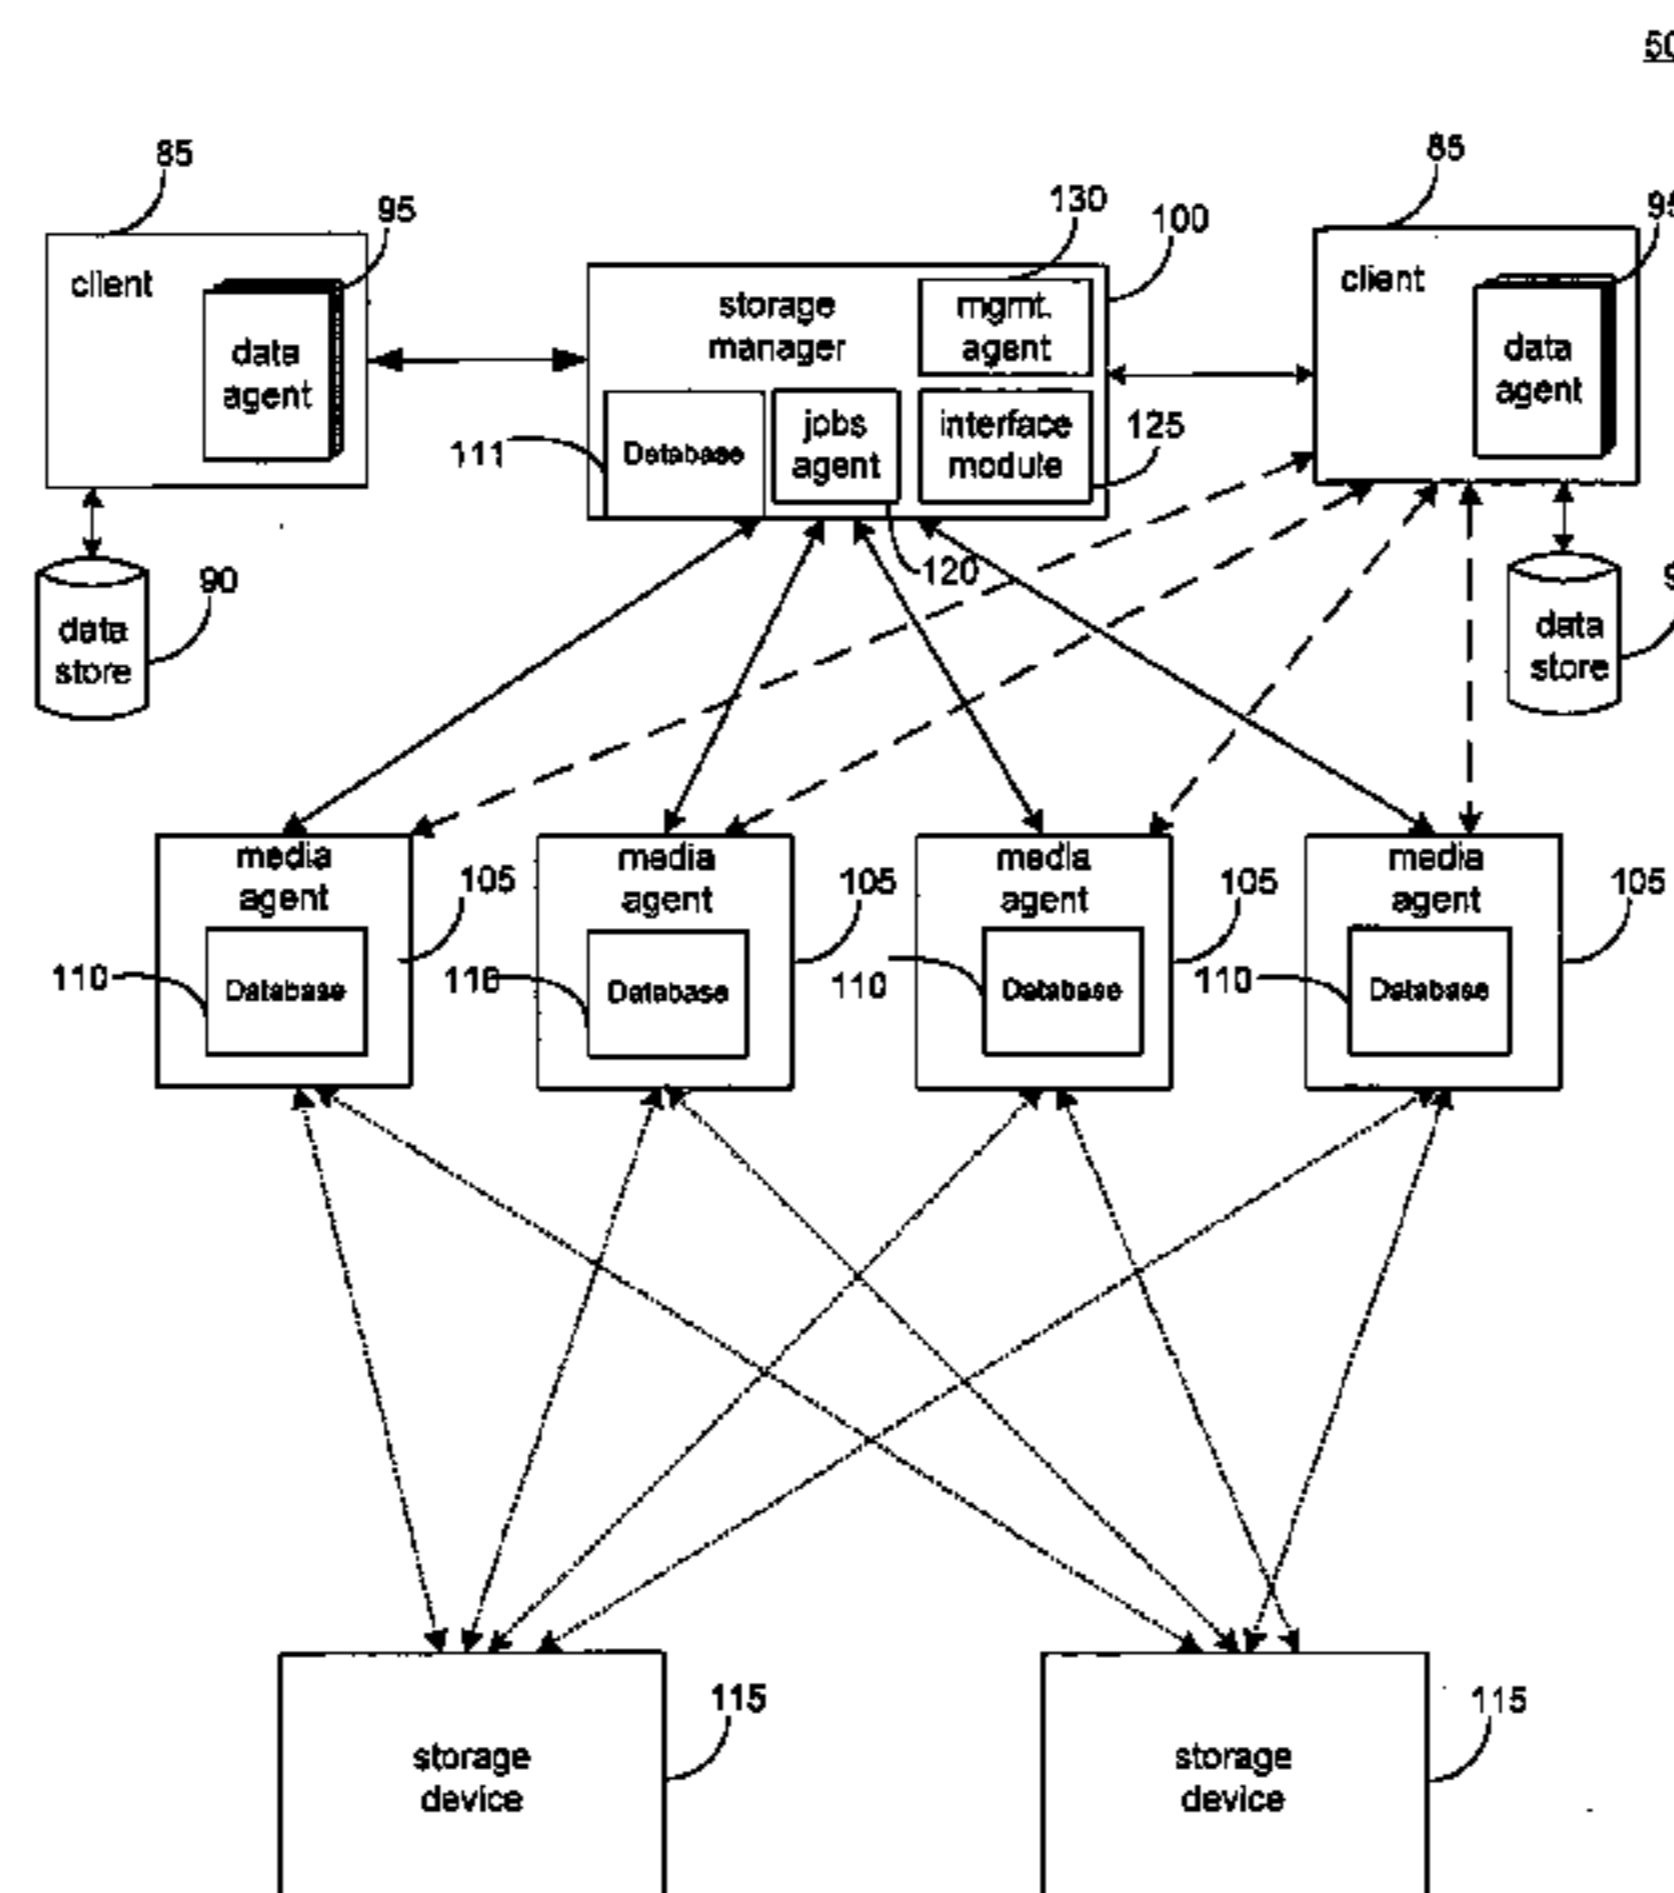 50
85
85
95
130
100
95
client
storage
manager
mgmt.
agent
client
data
agent
data
agent
111
Database
jobs
agent
interface
module
125
90
120
data
store
data
store
media
agent
105
media
agent
105
media
agent
105
media
agent
105
110
Database
110
Database
110
Database
110
Database
115
115
storage
device
storage
device